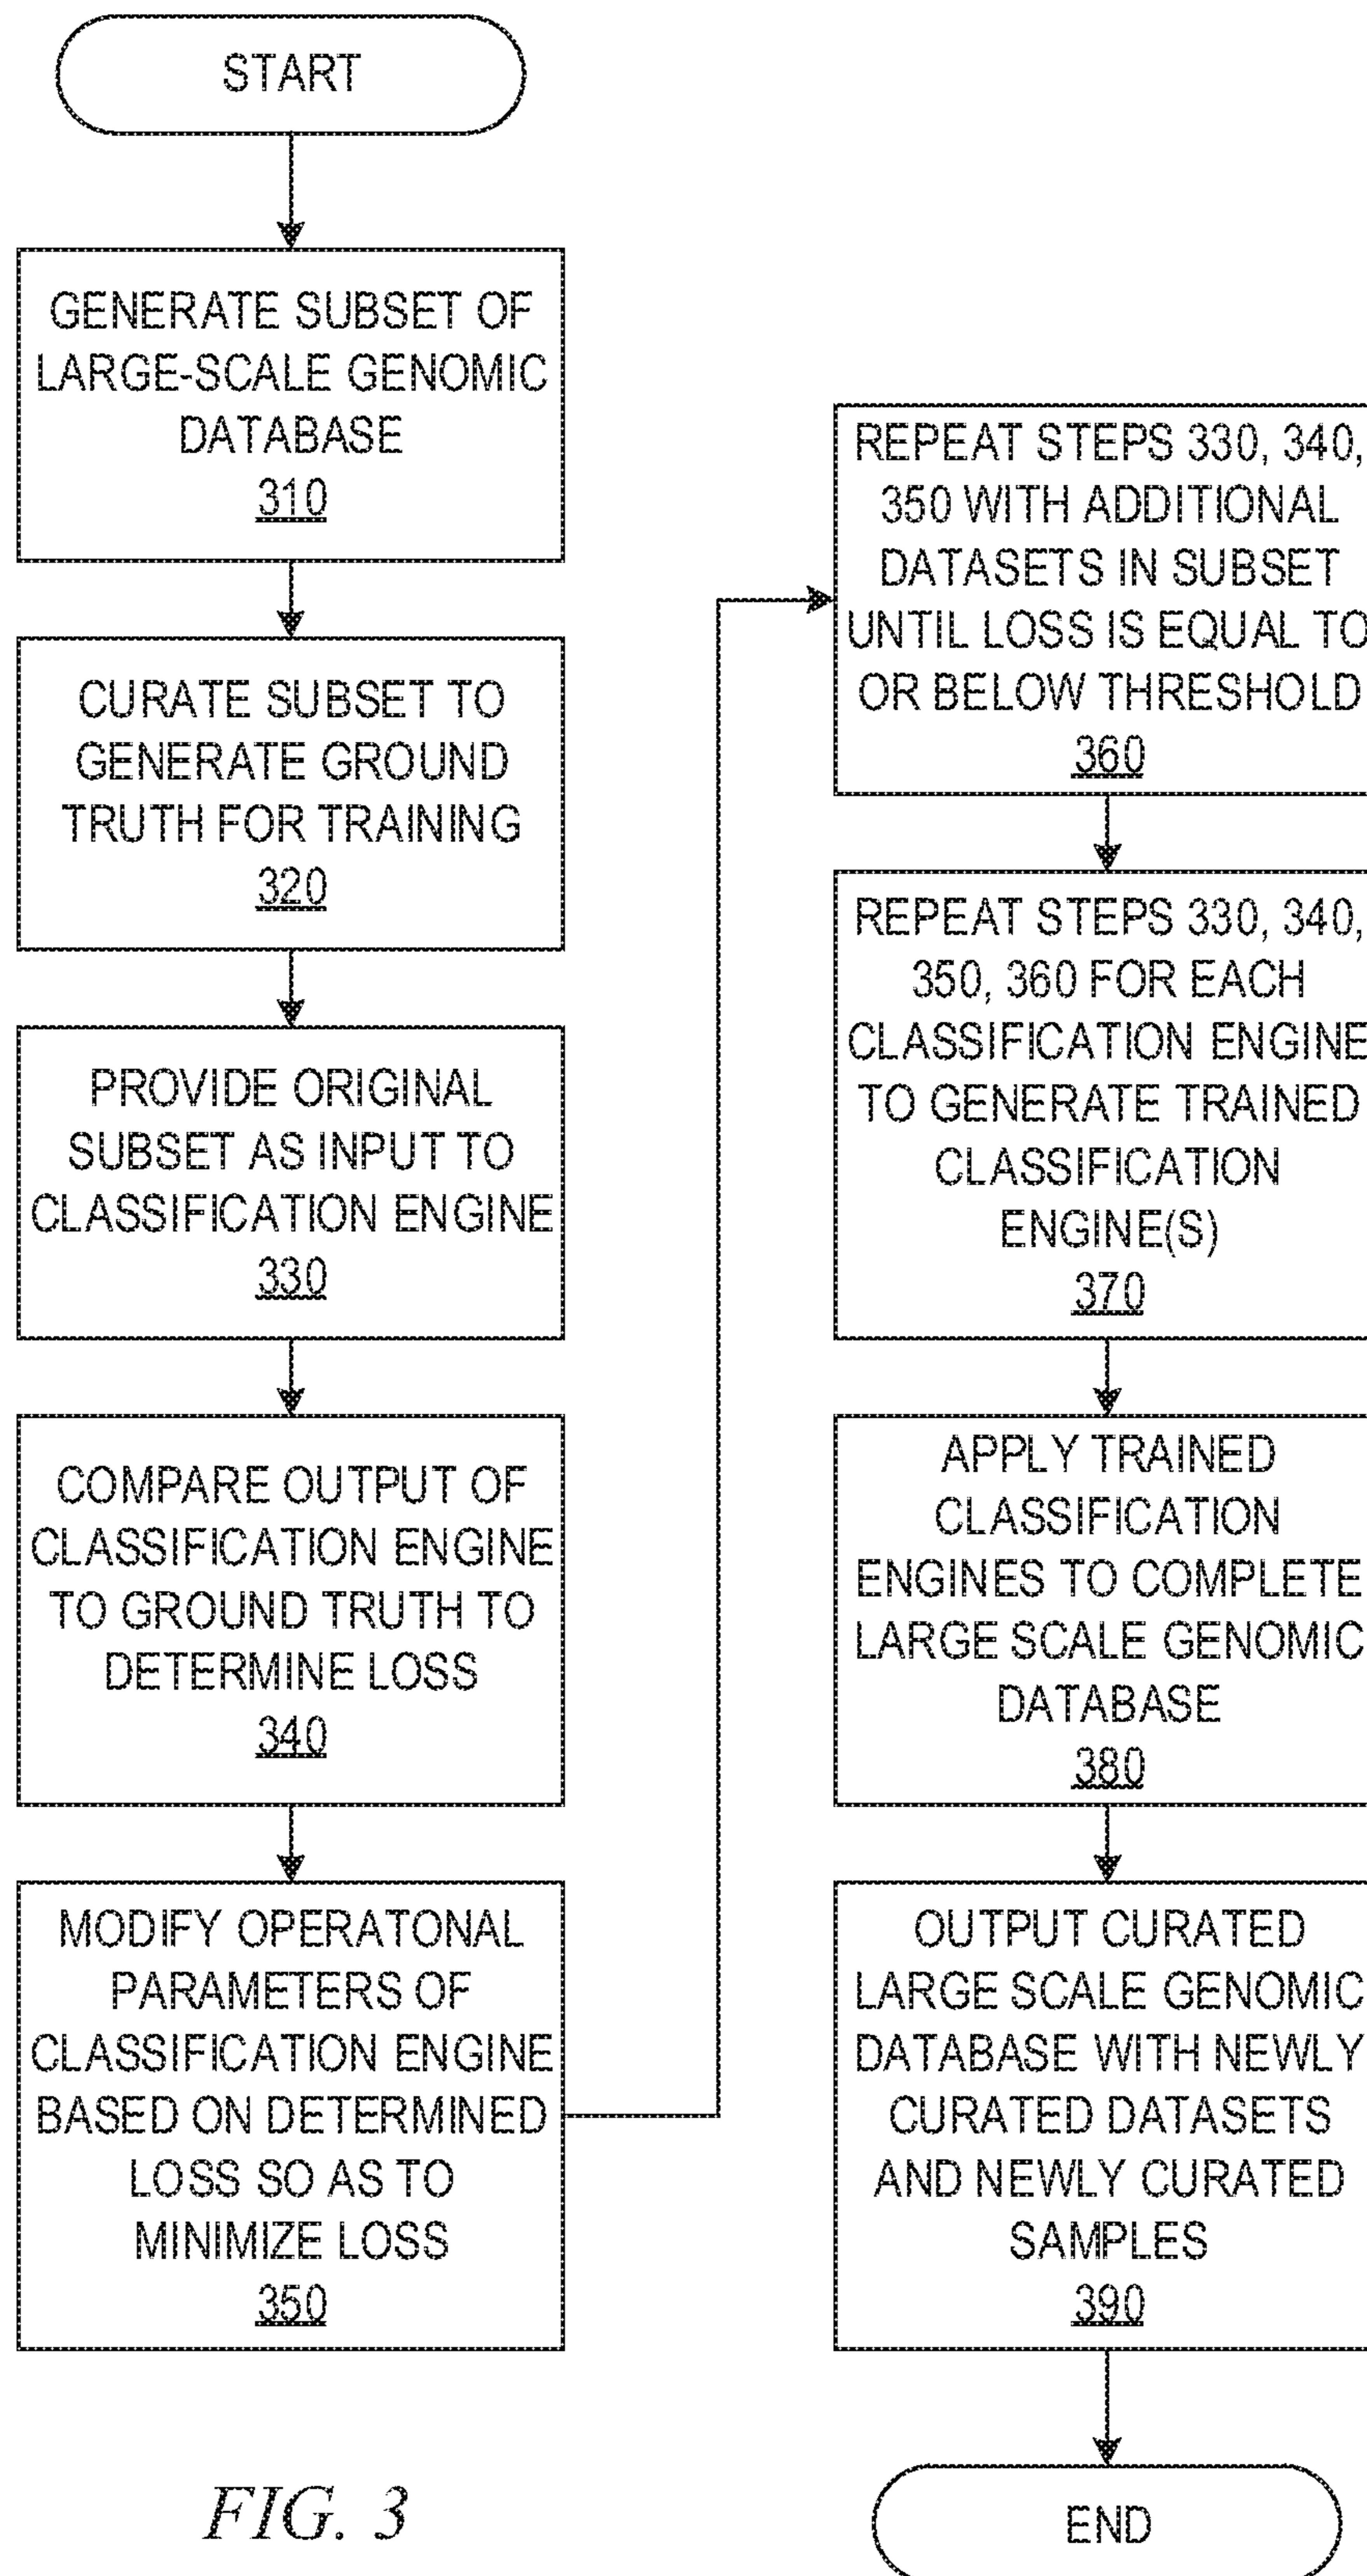 START
GENERATE SUBSET OF
LARGE-SCALE GENOMIC
DATABASE
310
CURATE SUBSET TO
GENERATE GROUND
TRUTH FOR TRAINING
320
PROVIDE ORIGINAL
SUBSET AS INPUT TO
CLASSIFICATION ENGINE
330
COMPARE OUTPUT OF
CLASSIFICATION ENGINE
TO GROUND TRUTH TO
DETERMINE LOSS
340
MODIFY OPERATONAL
PARAMETERS OF
CLASSIFICATION ENGINE
BASED ON DETERMINED
LOSS SO AS TO
MINIMIZE LOSS
350
REPEAT STEPS 330, 340,
350 WITH ADDITIONAL
DATASETS IN SUBSET
UNTIL LOSS IS EQUAL TO
OR BELOW THRESHOLD
360
REPEAT STEPS 330, 340,
350, 360 FOR EACH
CLASSIFICATION ENGINE
TO GENERATE TRAINED
CLASSIFICATION
ENGINE(S)
370
APPLY TRAINED
CLASSIFICATION
ENGINES TO COMPLETE
LARGE SCALE GENOMIC
DATABASE
380
OUTPUT CURATED
LARGE SCALE GENOMIC
DATABASE WITH NEWLY
CURATED DATASETS
AND NEWLY CURATED
SAMPLES
390
END
FIG. 3